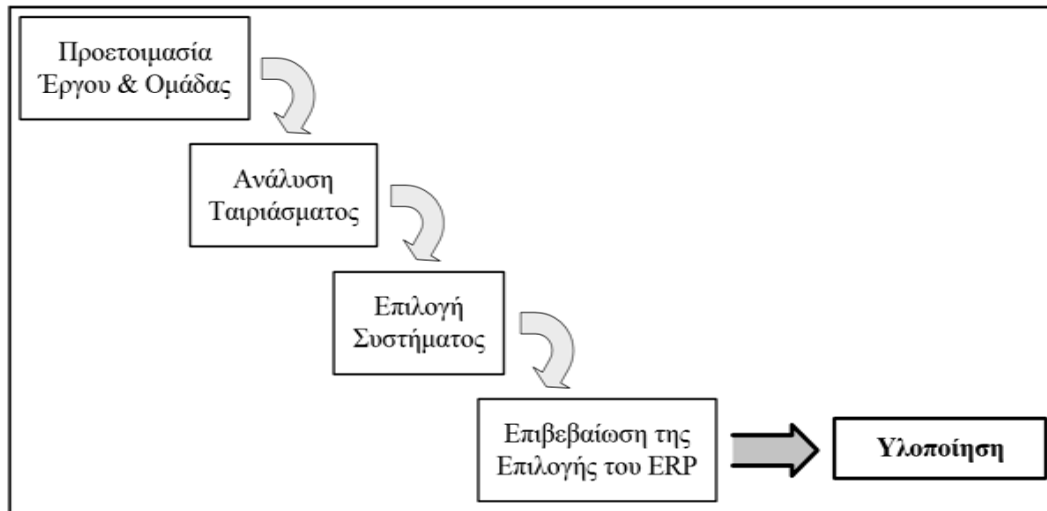 Προετοιμασία
Έργου & Ομάδας
Ανάλυση
Ταιριάσματος
Επιλογή
Συστήματος
Επιβεβαίωση της
Επιλογής του ERP
Υλοποίηση